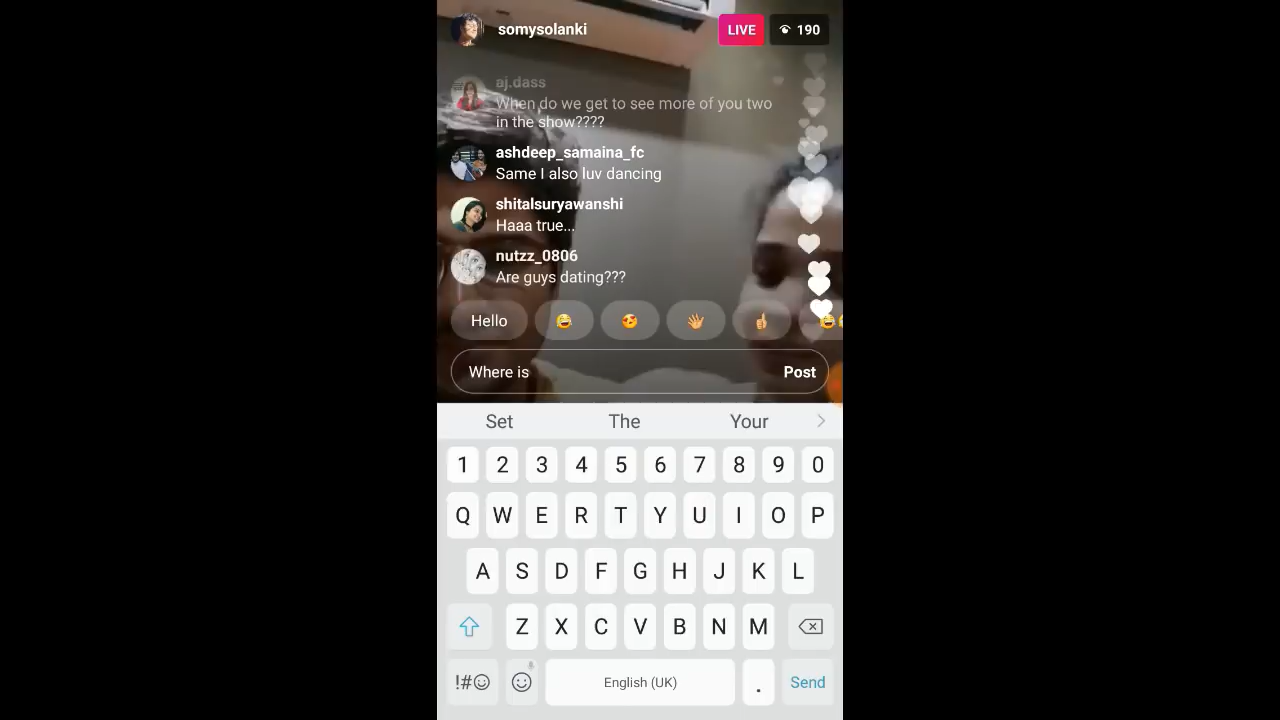 somysolanki
LIVE
190
aj.dass
When do we get to see more of you two
in the show????
ashdeep_samaina_fc
Same I also luv dancing
shitalsuryawanshi
Haaa true...
nutzz_0806
Are guys dating???
Hello
Where is
Post
Set The Your
1 2 3 4 5 6 7 8 9 0
Q W E R T Y U I O P
A S D F G H J K L
Z X C V B N M
!#☺ English (UK) . Send